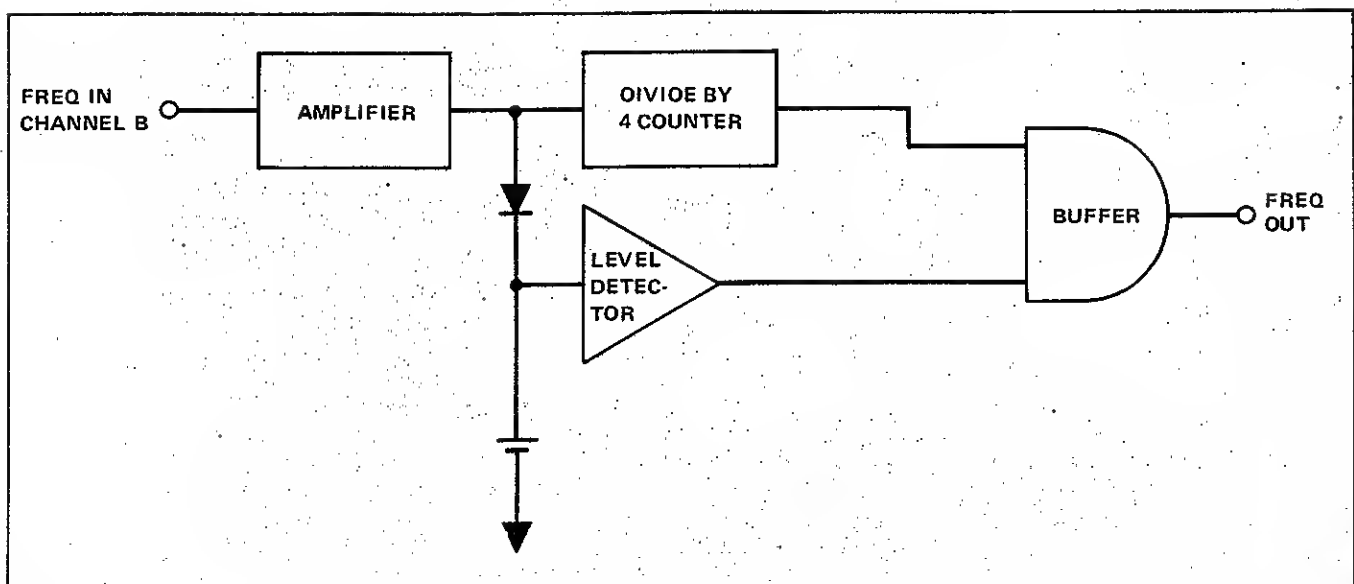 FREQ IN
CHANNEL B
AMPLIFIER
OIVIOE BY
4 COUNTER
LEVEL
DETEC-
TOR
BUFFER
FREQ
OUT